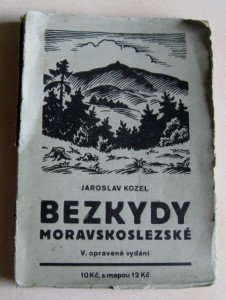 JAROSLAV KOZEL
BEZKYDY
MORAVSKOSLEZSKÉ
V. opravené vydání
10 Kč, s mapou 12 Kč